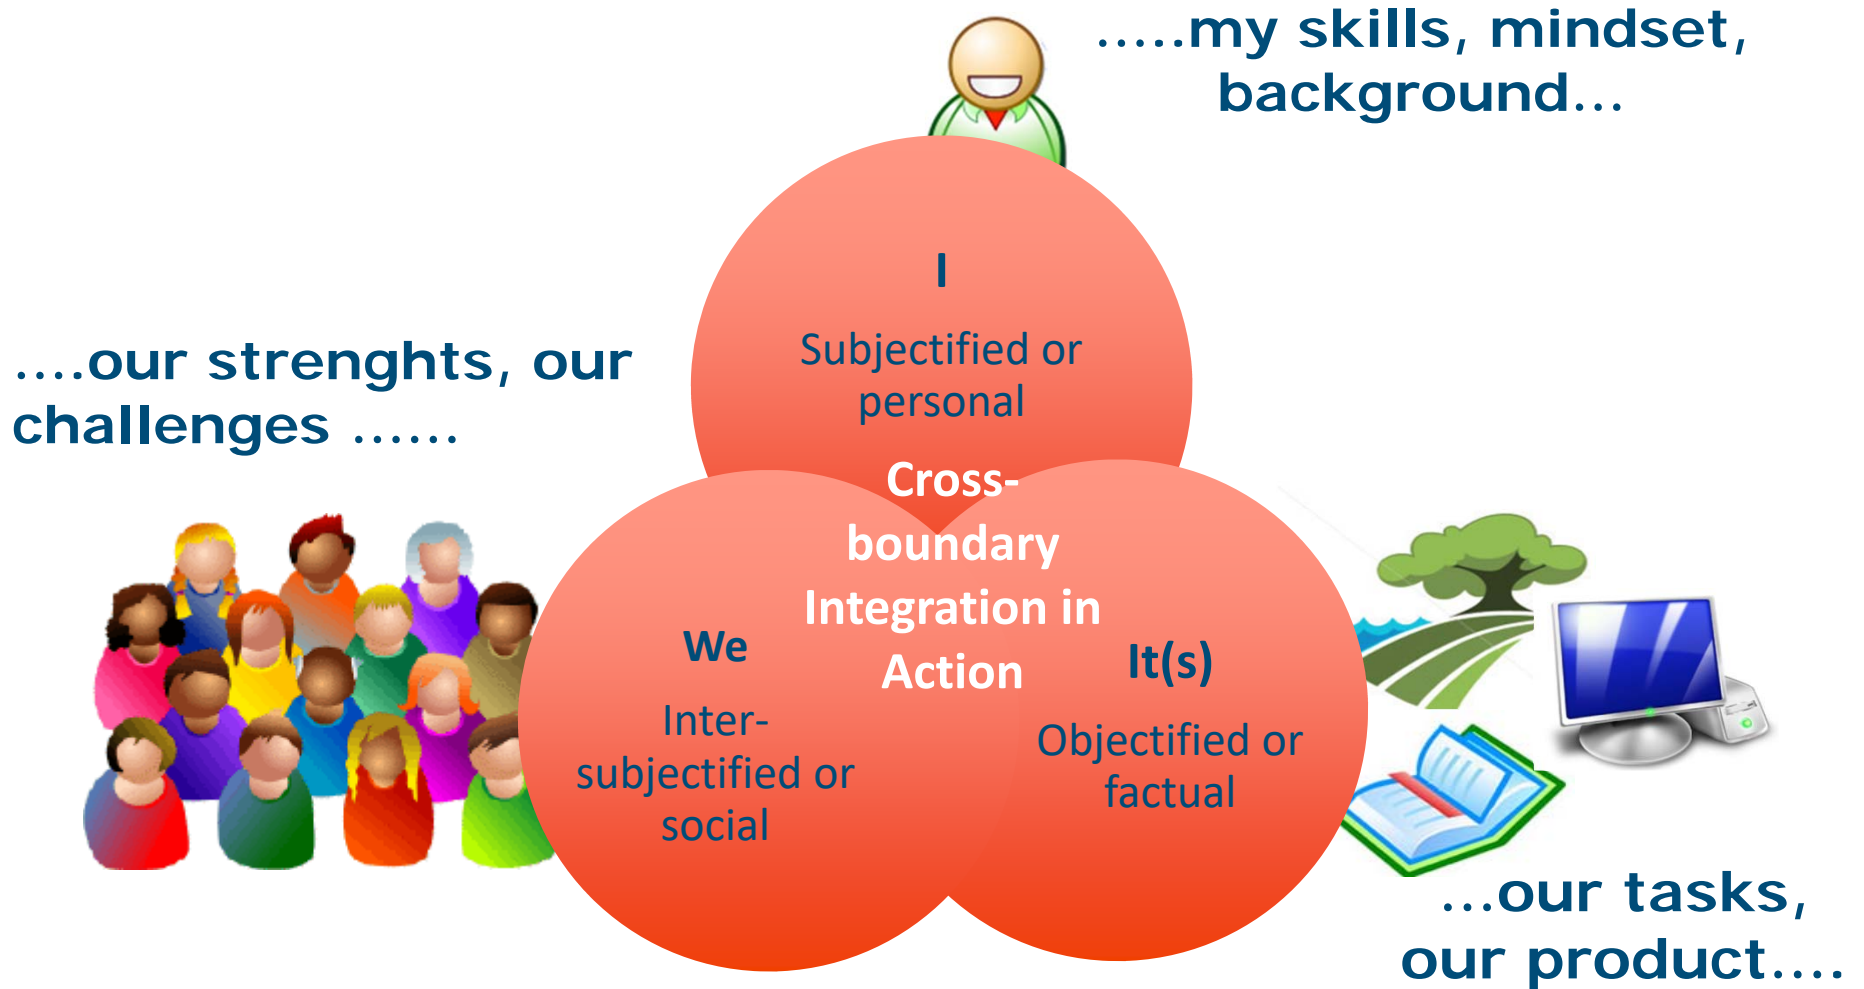 .....my skills, mindset,
background...
I
Subjectified or
personal
....our strenghts, our
challenges ......
Cross-
boundary
Integration in
Action
We
Inter-
subjectified or
social
It(s)
Objectified or
factual
...our tasks,
our product....